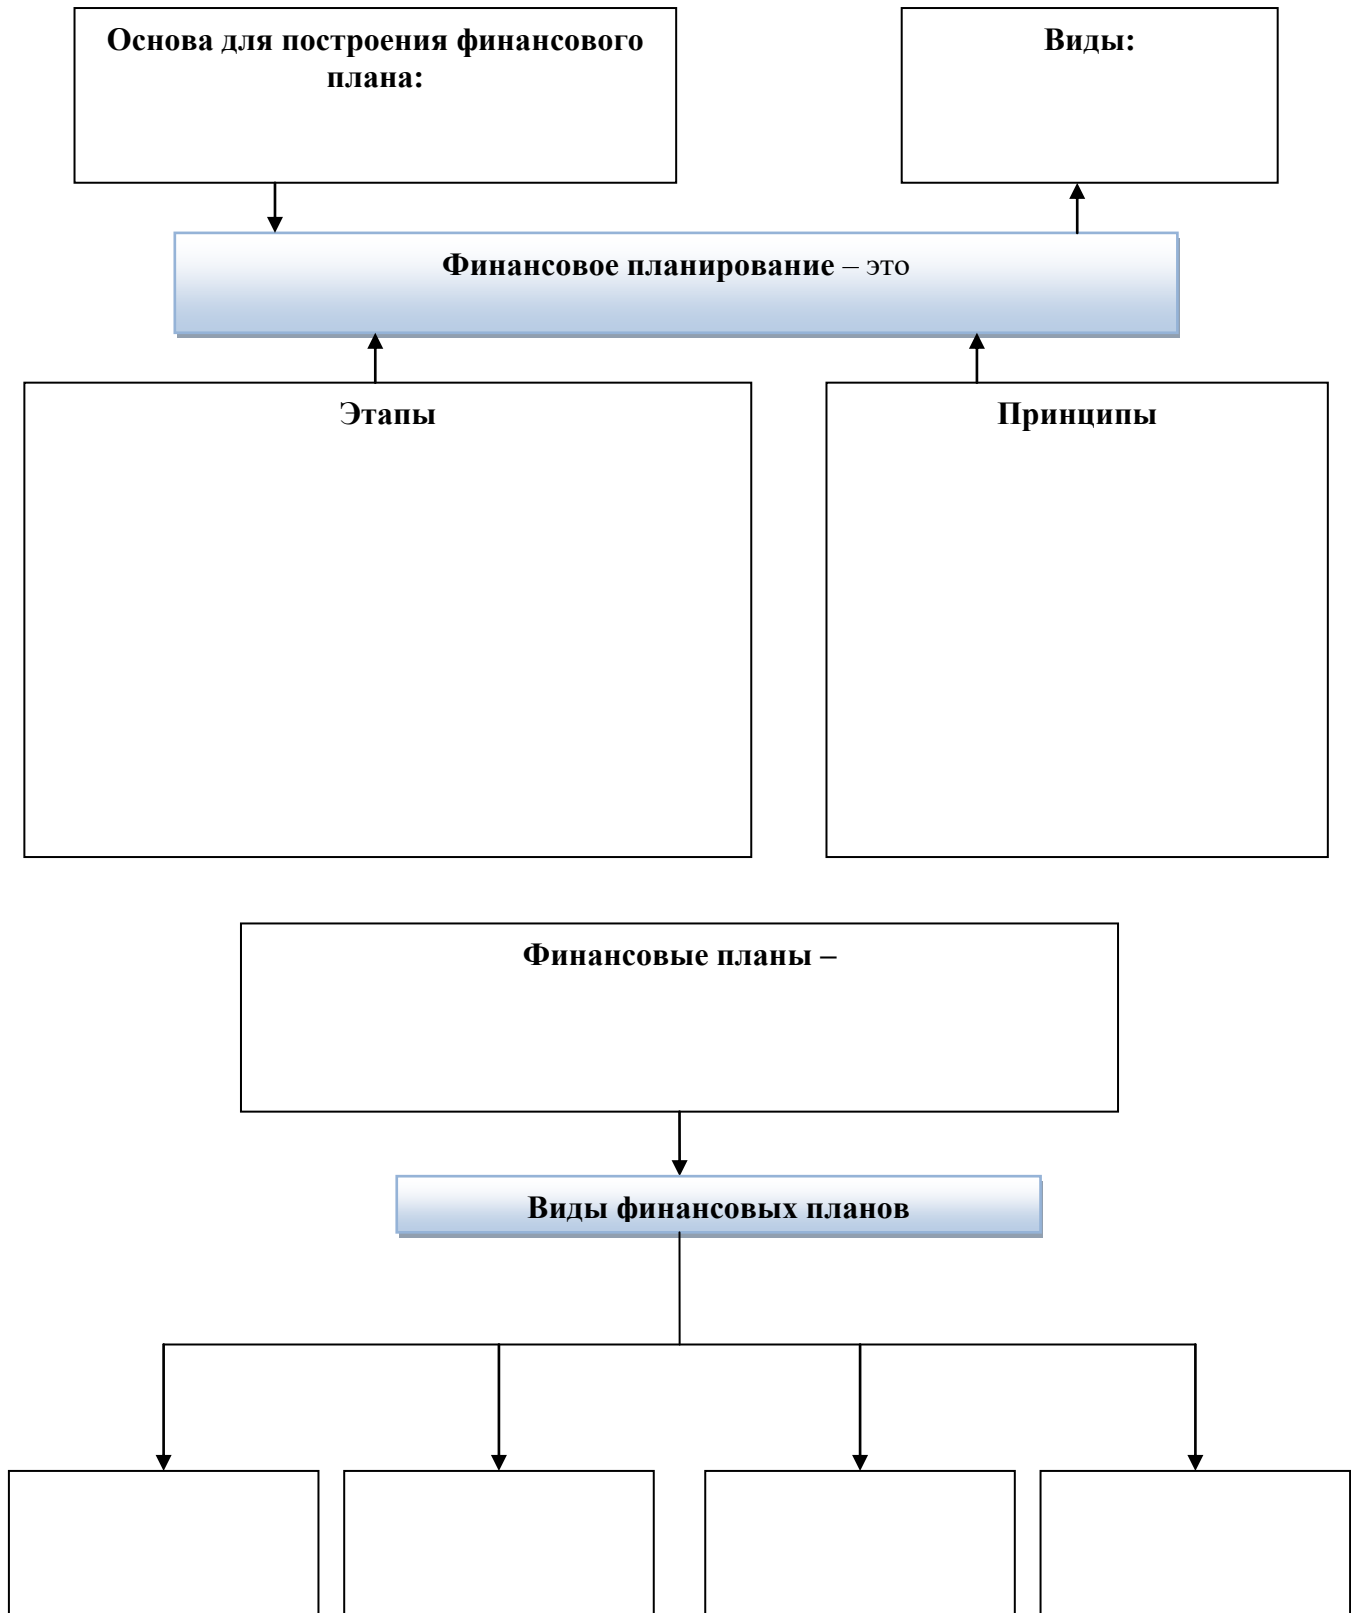 Основа для построения финансового
плана:
Виды:
Финансовое планирование – это
Этапы
Принципы
Финансовые планы –
Виды финансовых планов